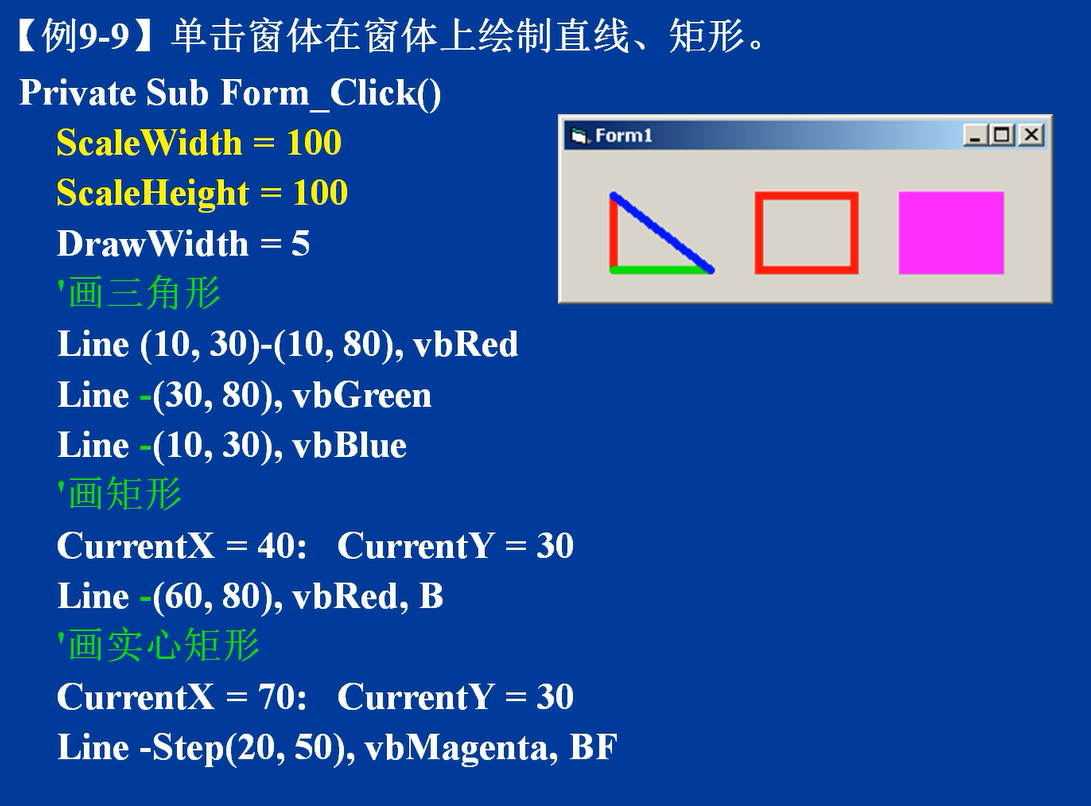 【例9-9】单击窗体在窗体上绘制直线、矩形。
Private Sub Form_Click()
ScaleWidth = 100
ScaleHeight = 100
DrawWidth = 5
'画三角形
Line (10, 30)-(10, 80), vbRed
Line -(30, 80), vbGreen
Line -(10, 30), vbBlue
'画矩形
CurrentX = 40:   CurrentY = 30
Line -(60, 80), vbRed, B
'画实心矩形
CurrentX = 70:   CurrentY = 30
Line -Step(20, 50), vbMagenta, BF
Form1